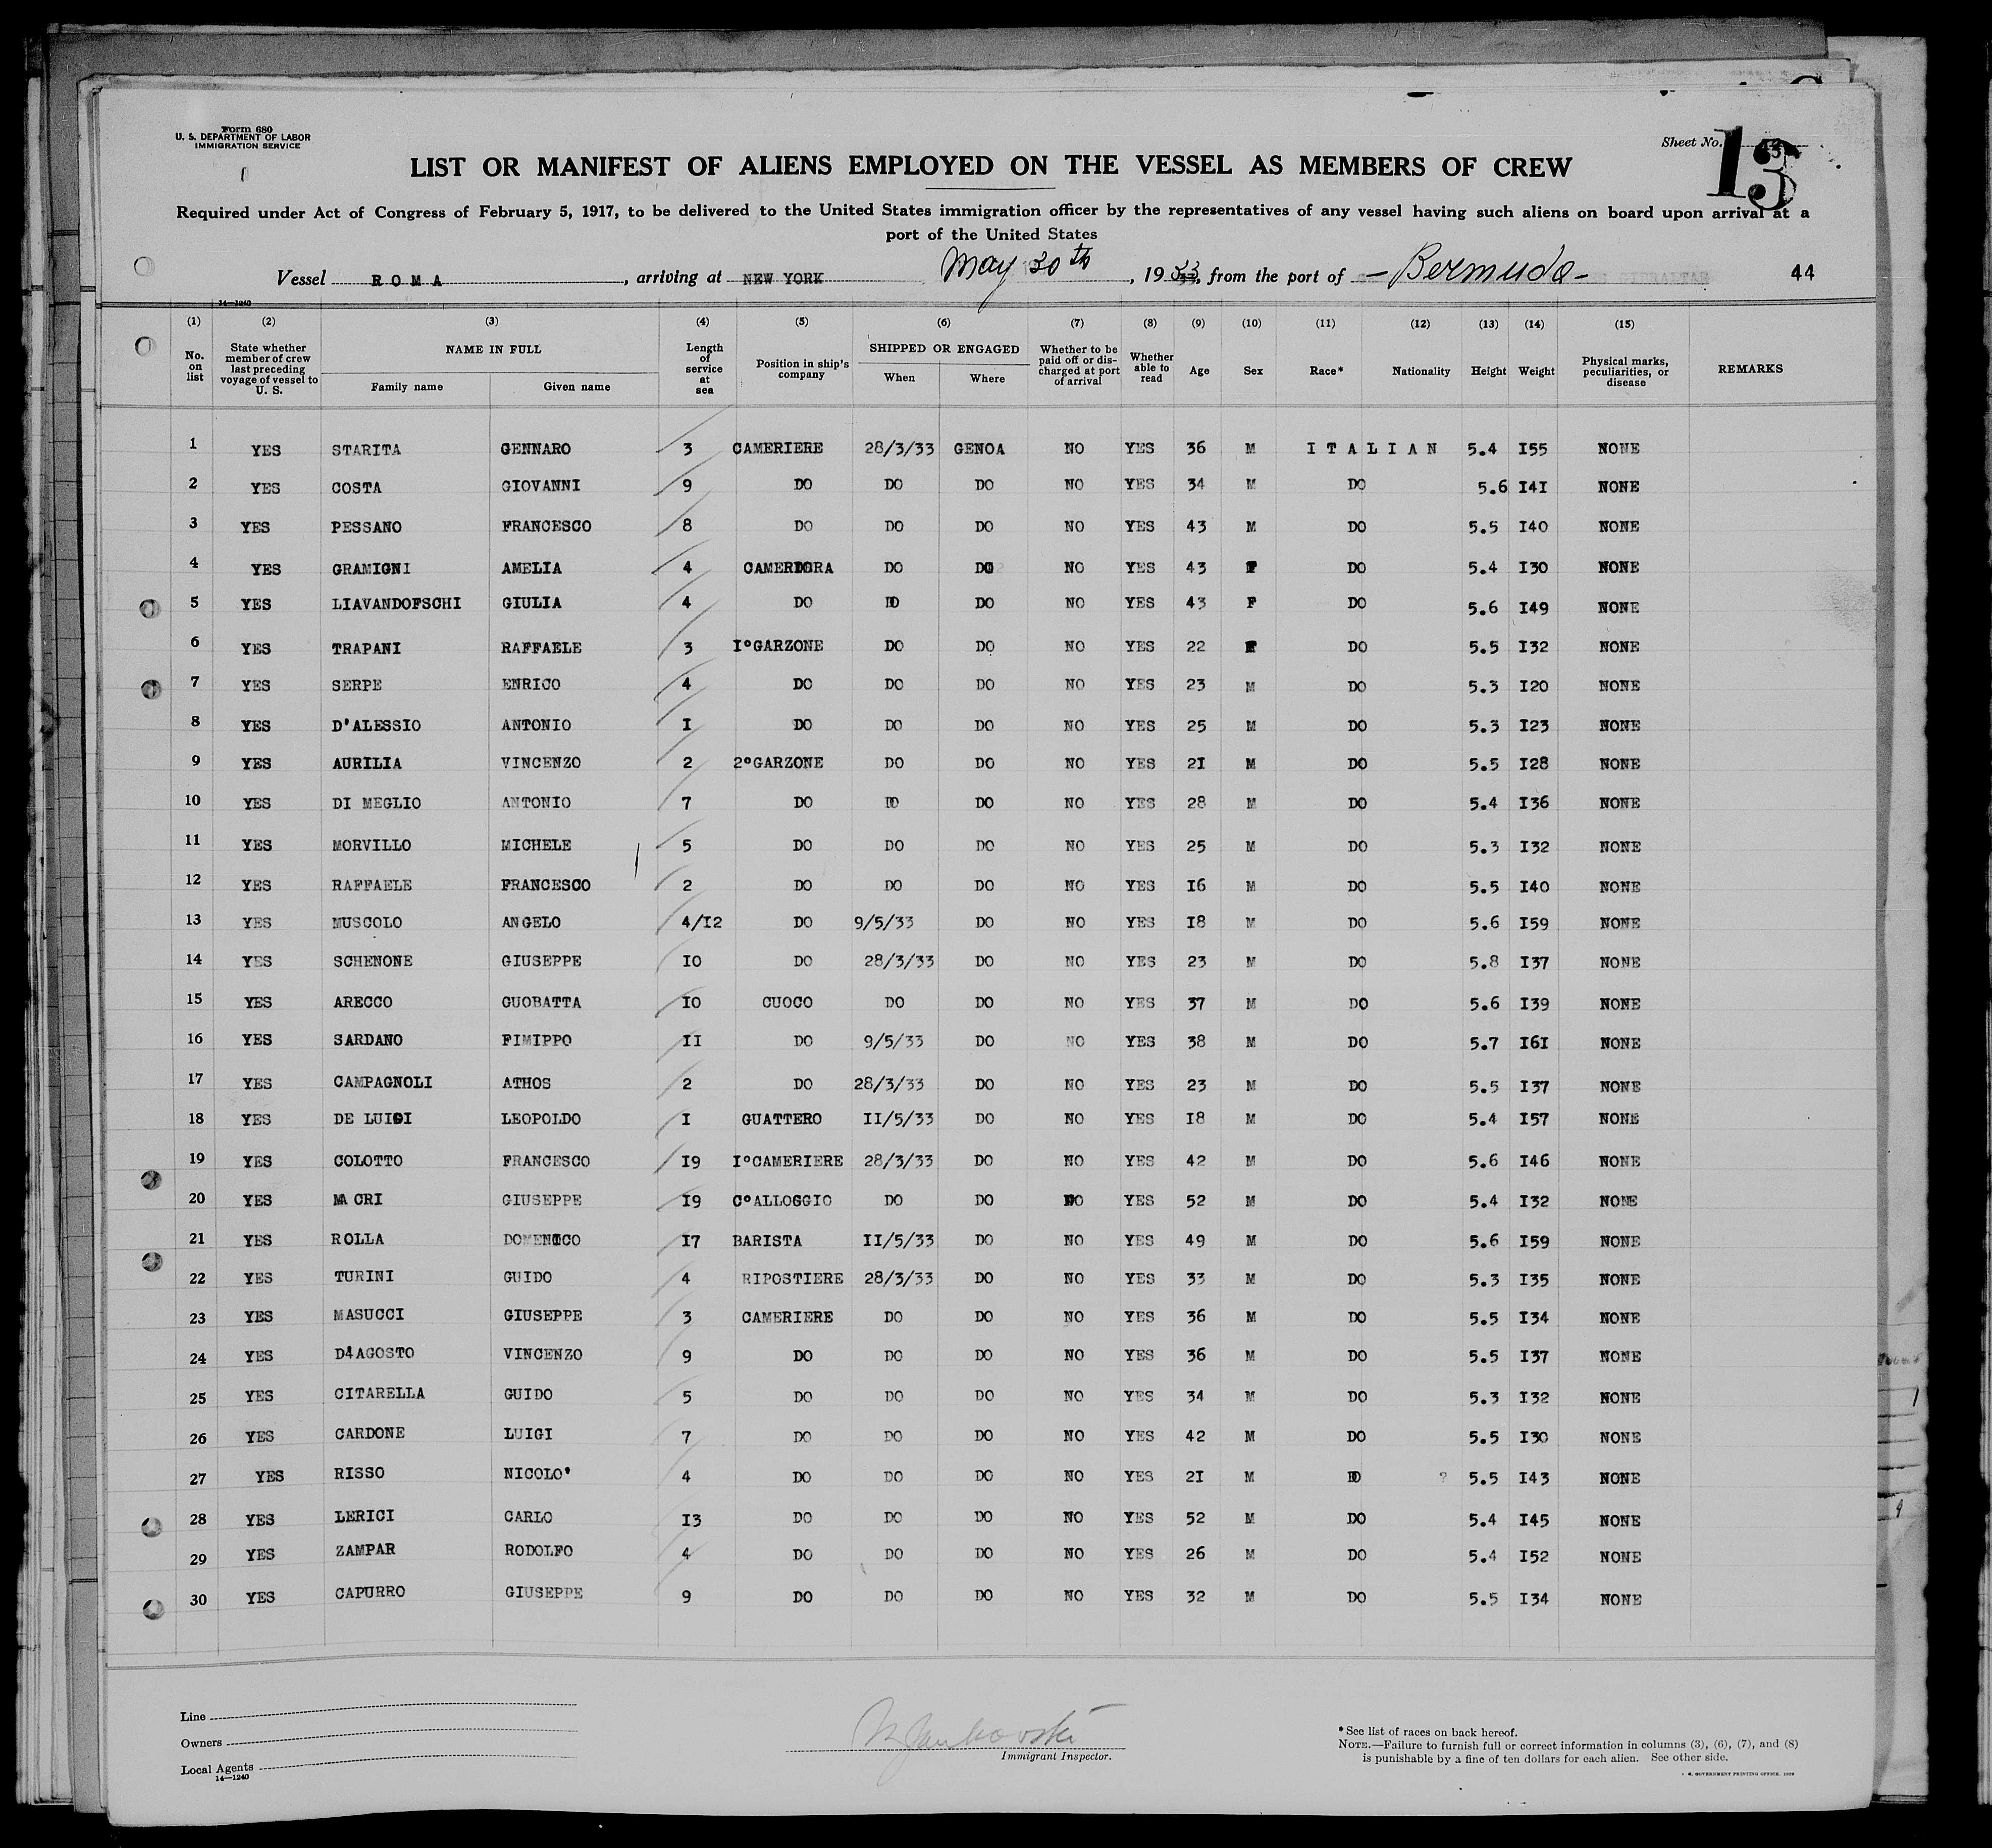 Form 680
U. S. DEPARTMENT OF LABOR
IMMIGRATION SERVICE
Sheet No. 13
LIST OR MANIFEST OF ALIENS EMPLOYED ON THE VESSEL AS MEMBERS OF CREW
Required under Act of Congress of February 5, 1917, to be delivered to the United States immigration officer by the representatives of any vessel having such aliens on board upon arrival at a
port of the United States
Vessel ROMA, arriving at NEW YORK May 30th, 1933, from the port of - Bermuda - GIBRALTAR 44
14-1240
(1) (2) (3) (4) (5) (6) (7) (8) (9) (10) (11) (12) (13) (14) (15)
No. on list State whether member of crew last preceding voyage of vessel to U. S. NAME IN FULL Family name Given name Length of service at sea Position in ship's company SHIPPED OR ENGAGED When Where Whether to be paid off or discharged at port of arrival Whether able to read Age Sex Race* Nationality Height Weight Physical marks, peculiarities, or disease REMARKS
1 YES STARITA GENNARO 3 CAMERIERE 28/3/33 GENOA NO YES 36 M ITALIAN 5.4 I55 NONE
2 YES COSTA GIOVANNI 9 DO DO DO NO YES 34 M DO 5.6 I4I NONE
3 YES PESSANO FRANCESCO 8 DO DO DO NO YES 43 M DO 5.5 I40 NONE
4 YES GRAMIGNI AMELIA 4 DO DO NO YES 43 F DO 5.4 I30 NONE
5 YES LIAVANDOFSCHI GIULIA 4 DO DO DO NO YES 43 F DO 5.6 I49 NONE
6 YES TRAPANI RAFFAELE 3 I°GARZONE DO DO NO YES 22 DO 5.5 I32 NONE
7 YES SERPE ENRICO 4 DO DO DO NO YES 23 M DO 5.3 I20 NONE
8 YES D'ALESSIO ANTONIO I DO DO DO NO YES 25 M DO 5.3 I23 NONE
9 YES AURILIA VINCENZO 2 2°GARZONE DO DO NO YES 2I M DO 5.5 I28 NONE
10 YES DI MEGLIO ANTONIO 7 DO DO DO NO YES 28 M DO 5.4 I36 NONE
11 YES MORVILLO MICHELE 5 DO DO DO NO YES 25 M DO 5.3 I32 NONE
12 YES RAFFAELE FRANCESCO 2 DO DO DO NO YES I6 M DO 5.5 I40 NONE
13 YES MUSCOLO ANGELO 4/I2 DO 9/5/33 DO NO YES I8 M DO 5.6 I59 NONE
14 YES SCHENONE GIUSEPPE I0 DO 28/3/33 DO NO YES 23 M DO 5.8 I37 NONE
15 YES ARECCO GUOBATTA I0 CUOCO DO DO NO YES 37 M DO 5.6 I39 NONE
16 YES SARDANO FIMIPPO II DO 9/5/33 DO NO YES 38 M DO 5.7 I6I NONE
17 YES CAMPAGNOLI ATHOS 2 DO 28/3/33 DO NO YES 23 M DO 5.5 I37 NONE
18 YES DE LUIGI LEOPOLDO I GUATTERO II/5/33 DO NO YES I8 M DO 5.4 I57 NONE
19 YES COLOTTO FRANCESCO I9 I°CAMERIERE 28/3/33 DO NO YES 42 M DO 5.6 I46 NONE
20 YES MACRI GIUSEPPE I9 C°ALLOGGIO DO DO NO YES 52 M DO 5.4 I32 NONE
21 YES ROLLA DOMENICO I7 BARISTA II/5/33 DO NO YES 49 M DO 5.6 I59 NONE
22 YES TURINI GUIDO 4 RIPOSTIERE 28/3/33 DO NO YES 33 M DO 5.3 I35 NONE
23 YES MASUCCI GIUSEPPE 3 CAMERIERE DO DO NO YES 36 M DO 5.5 I34 NONE
24 YES D4AGOSTO VINCENZO 9 DO DO DO NO YES 36 M DO 5.5 I37 NONE
25 YES CITARELLA GUIDO 5 DO DO DO NO YES 34 M DO 5.3 I32 NONE
26 YES CARDONE LUIGI 7 DO DO DO NO YES 42 M DO 5.5 I30 NONE
27 YES RISSO NICOLO' 4 DO DO DO NO YES 2I M DO ? 5.5 I43 NONE
28 YES LERICI CARLO I3 DO DO DO NO YES 52 M DO 5.4 I45 NONE
29 YES ZAMPAR RODOLFO 4 DO DO DO NO YES 26 M DO 5.4 I52 NONE
30 YES CAPURRO GIUSEPPE 9 DO DO DO NO YES 32 M DO 5.5 I34 NONE
Line
Owners
Local Agents
14-1240
Immigrant Inspector.
*See list of races on back hereof.
NOTE.—Failure to furnish full or correct information in columns (3), (6), (7), and (8)
is punishable by a fine of ten dollars for each alien. See other side.